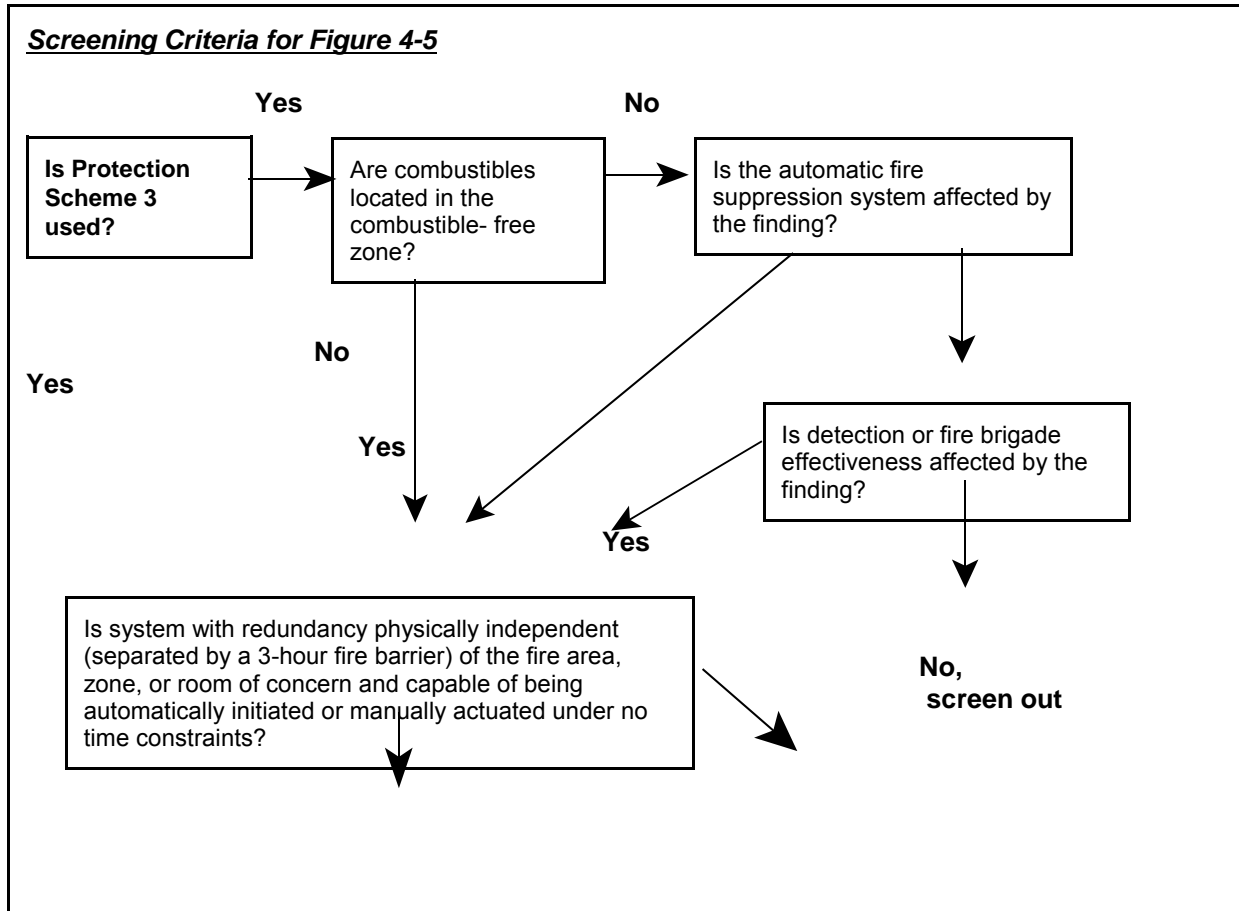 Screening Criteria for Figure 4-5
Yes
No
Is Protection
Scheme 3
used?
Are combustibles
located in the
combustible- free
zone?
Is the automatic fire
suppression system affected by
the finding?
No
Yes
Yes
Is detection or fire brigade
effectiveness affected by the
finding?
Yes
Is system with redundancy physically independent
(separated by a 3-hour fire barrier) of the fire area,
zone, or room of concern and capable of being
automatically initiated or manually actuated under no
time constraints?
No,
screen out